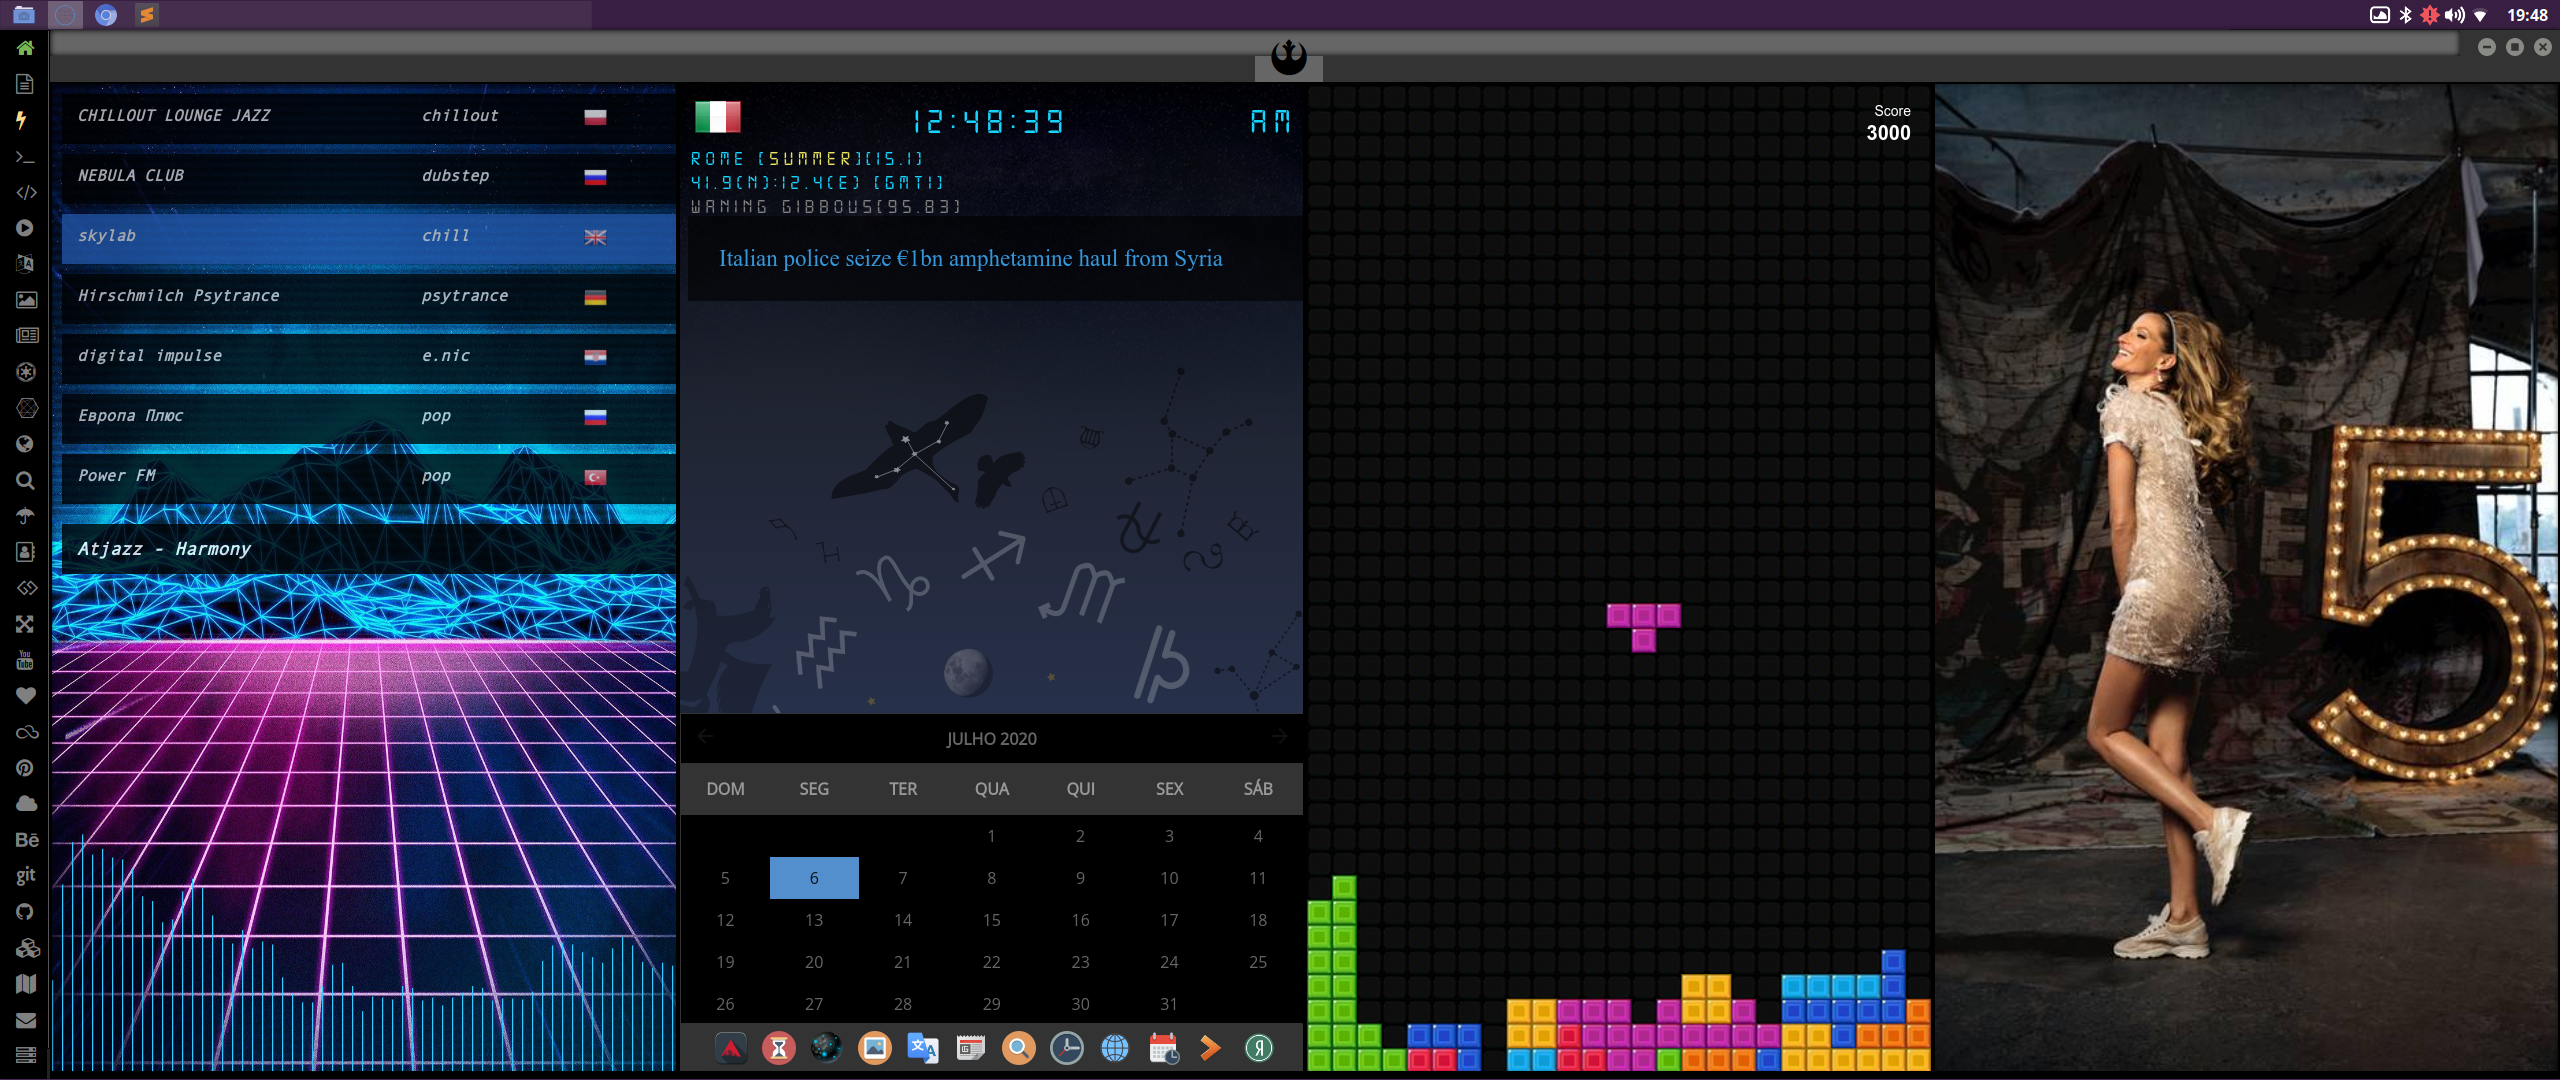 19:48
CHILLOUT LOUNGE JAZZ chillout
NEBULA CLUB dubstep
skylab chill
Hirschmilch Psytrance psytrance
digital impulse e.nic
Европа Плюс pop
Power FM pop
Atjazz - Harmony
You
Tube
Bē
git
12:48:39 AM
ROME [SUMMER][15.1]
41.9(N):12.4(E) [GMT1]
WANING GIBBOUS[95.83]
Italian police seize €1bn amphetamine haul from Syria
JULHO 2020
DOM SEG TER QUA QUI SEX SÁB
1 2 3 4
5 6 7 8 9 10 11
12 13 14 15 16 17 18
19 20 21 22 23 24 25
26 27 28 29 30 31
Score
3000
5